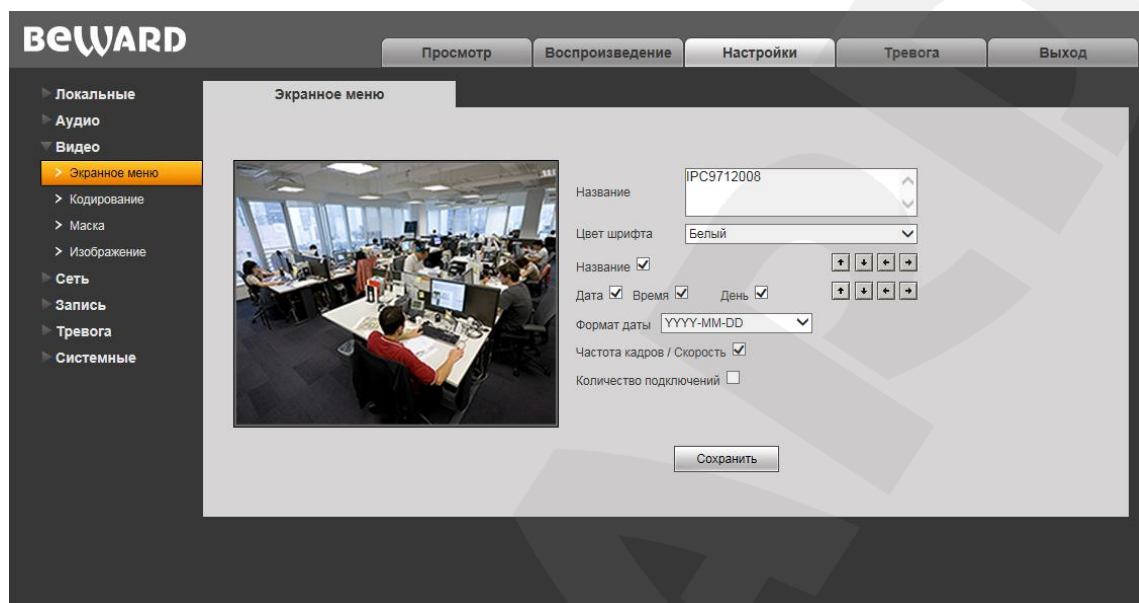 BEWARD
Просмотр Воспроизведение Настройки Тревога Выход
Локальные
Аудио
Видео
Экранное меню
Кодирование
Маска
Изображение
Сеть
Запись
Тревога
Системные
Экранное меню
Название IPC9712008
Цвет шрифта Белый
Название
Дата Время День
Формат даты YYYY-MM-DD
Частота кадров / Скорость
Количество подключений
Сохранить